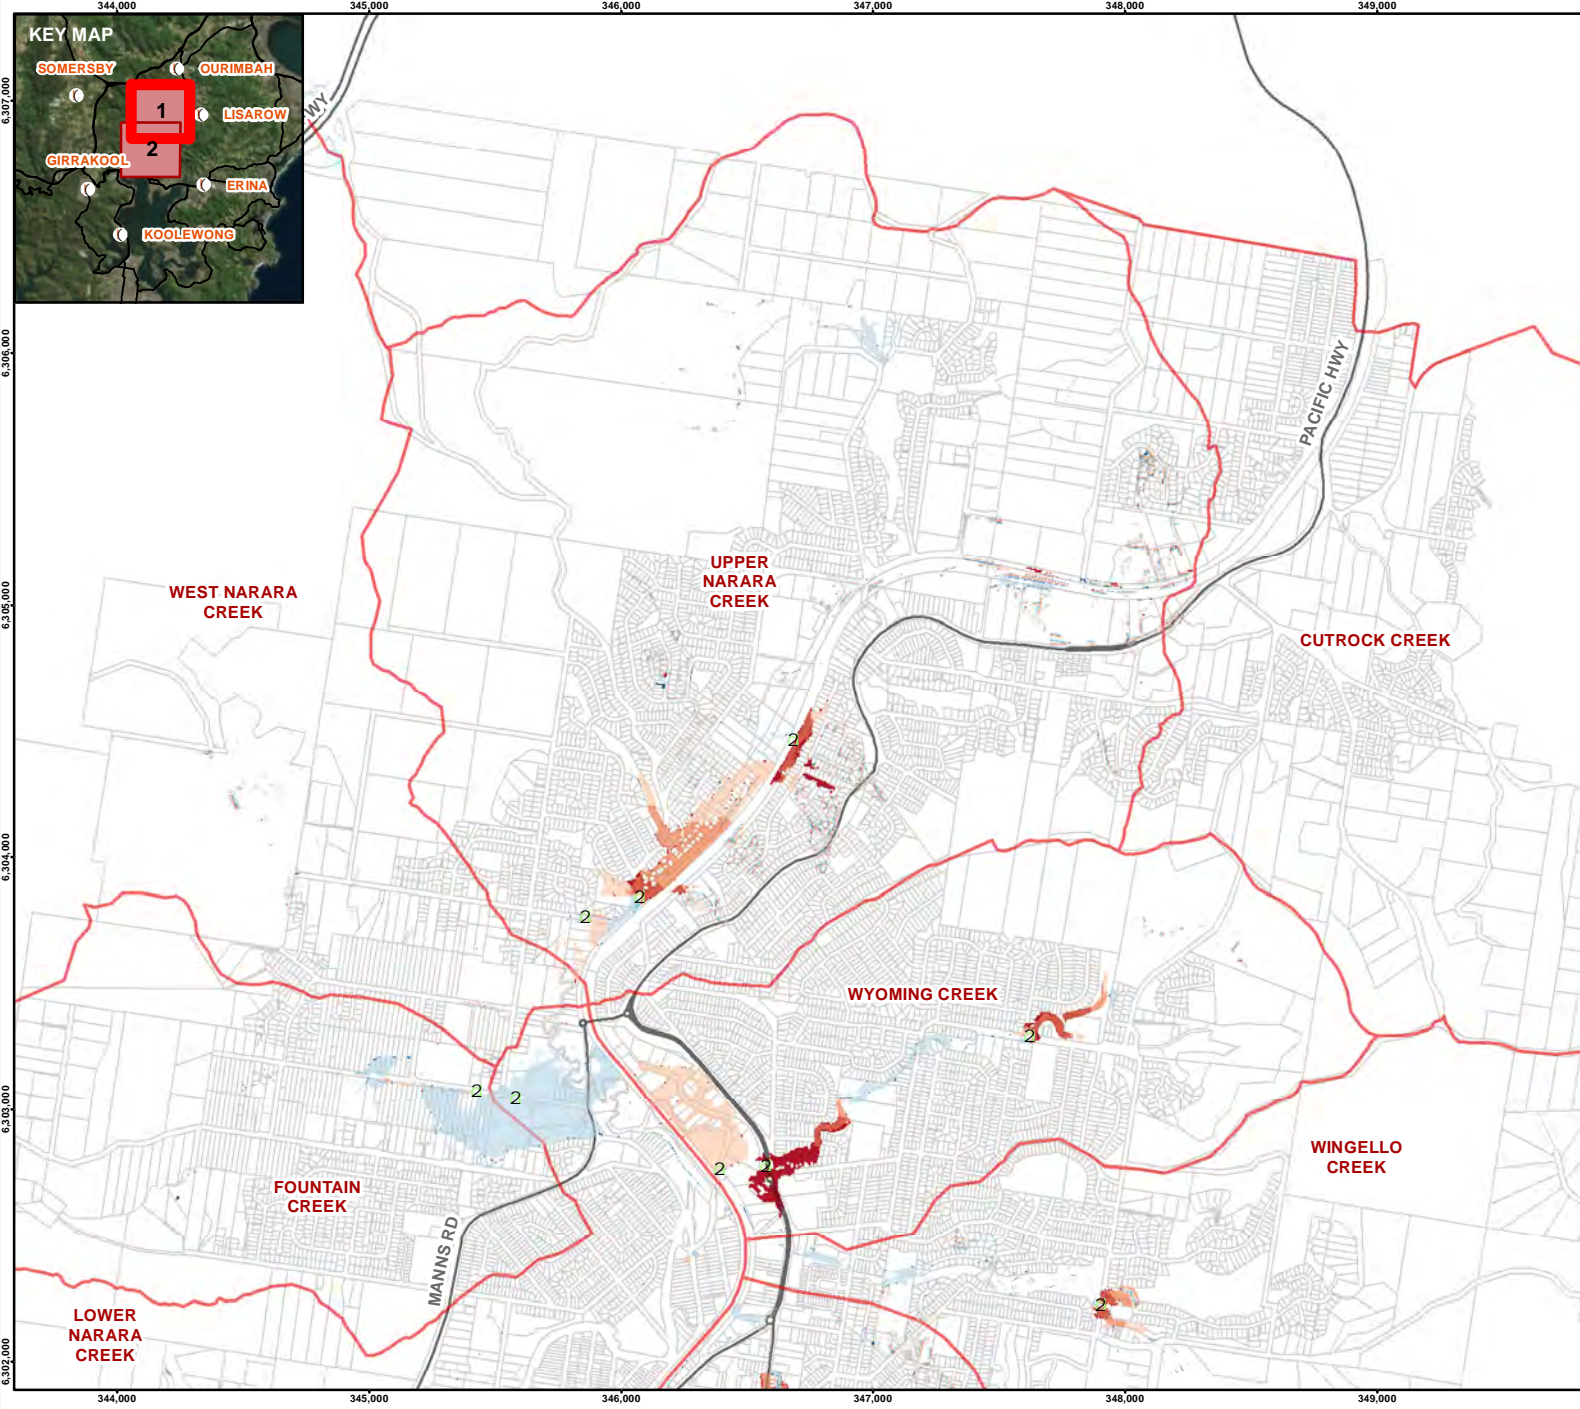 344,000
345,000
346,000
347,000
348,000
349,000
KEY MAP
SOMERSBY
OURIMBAH
1
LISAROW
2
GIRRAKOOL
ERINA
KOOLEWONG
WY
6,307,000
6,306,000
PACIFIC HWY
UPPER
NARARA
CREEK
WEST NARARA
CREEK
6,305,000
CUTROCK CREEK
2
6,304,000
2
2
WYOMING CREEK
2
2
2
6,303,000
2
2
WINGELLO
CREEK
FOUNTAIN
CREEK
MANNS RD
2
LOWER
NARARA
CREEK
6,302,000
344,000
345,000
346,000
347,000
348,000
349,000